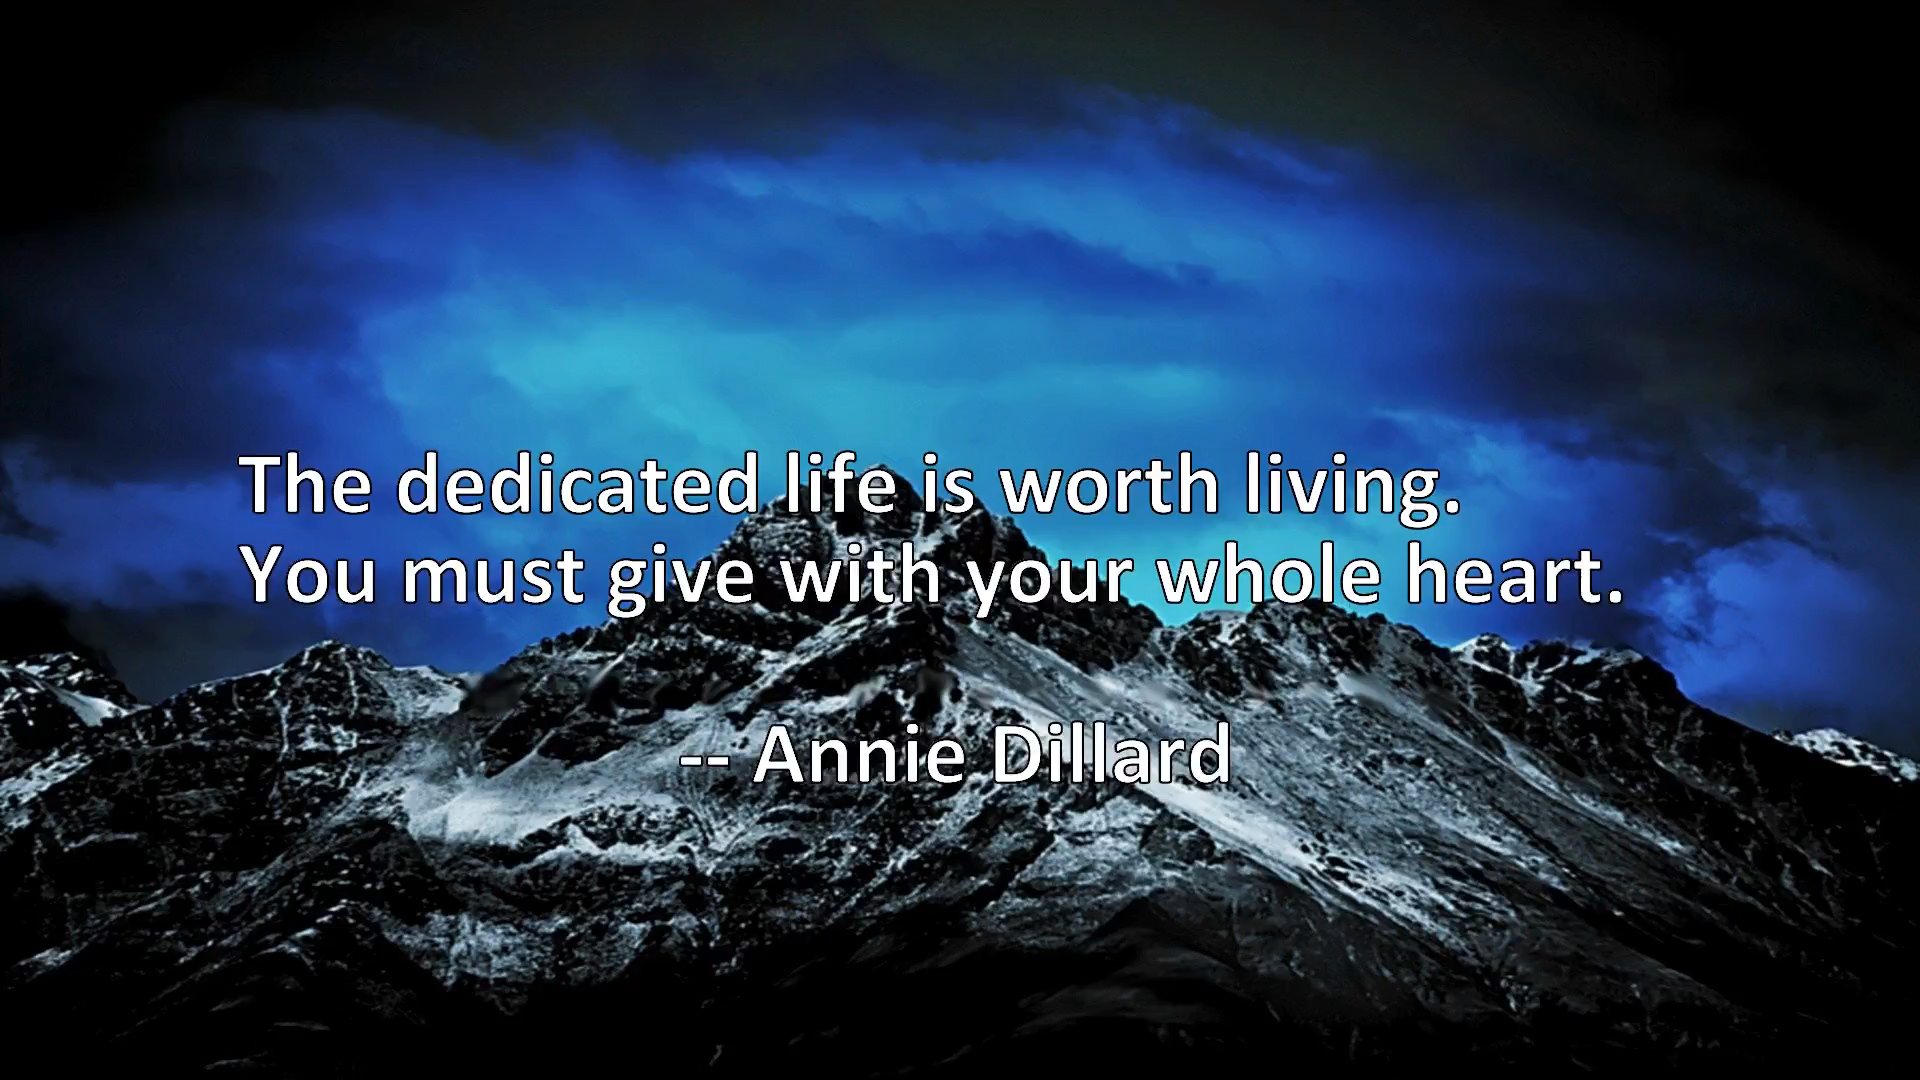 The dedicated life is worth living.
You must give with your whole heart.
-- Annie Dillard